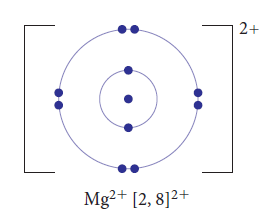 2+
Mg²⁺ [2, 8]²⁺